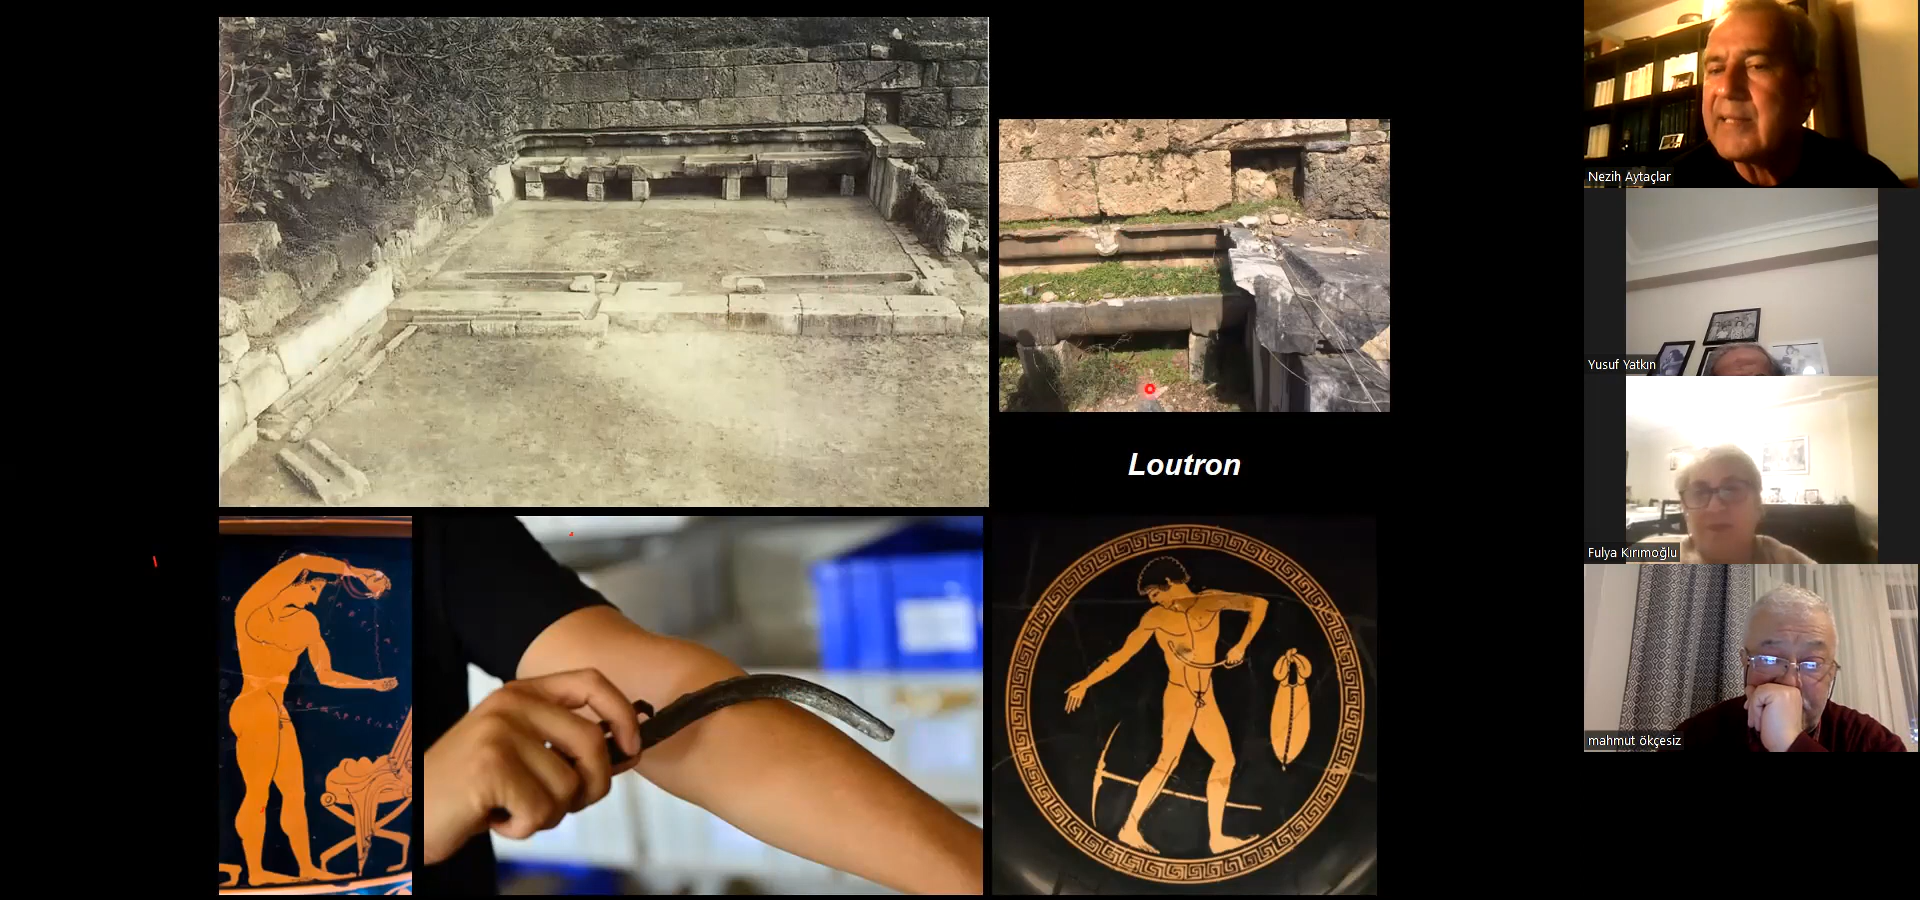 Nezih Aytaçlar
Yusuf Yatkın
Loutron
Fulya Kırımoğlu
mahmut ökçesiz